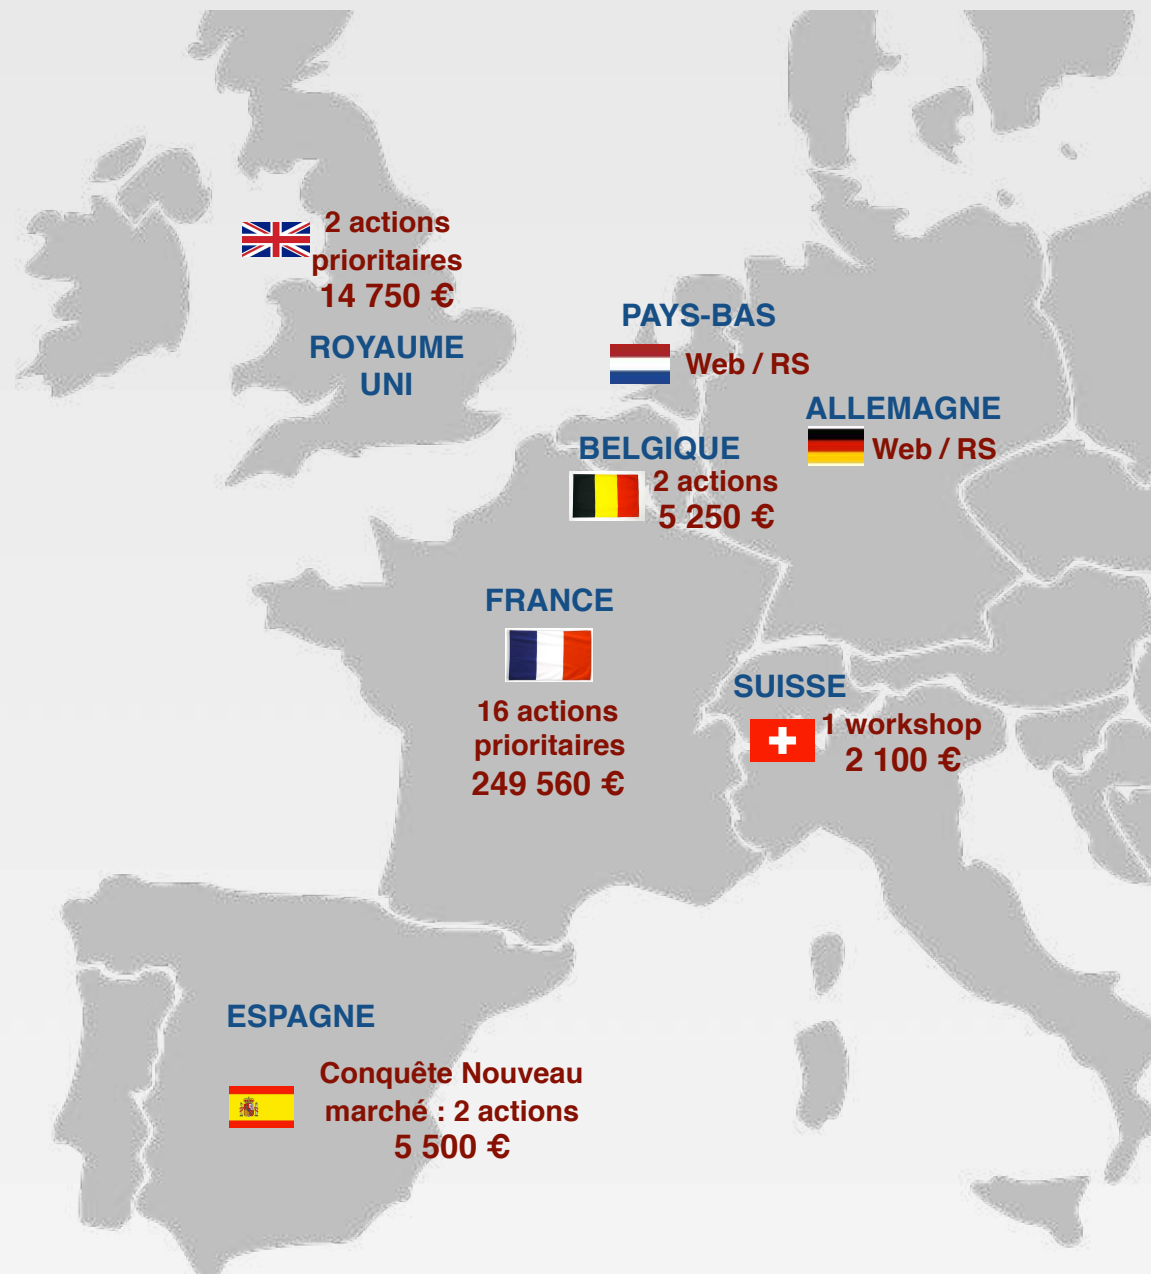 2 actions
prioritaires
14 750 €
ROYAUME
UNI
PAYS-BAS
Web / RS
ALLEMAGNE
Web / RS
BELGIQUE
2 actions
5 250 €
FRANCE
16 actions
prioritaires
249 560 €
SUISSE
1 workshop
2 100 €
ESPAGNE
Conquête Nouveau
marché : 2 actions
5 500 €